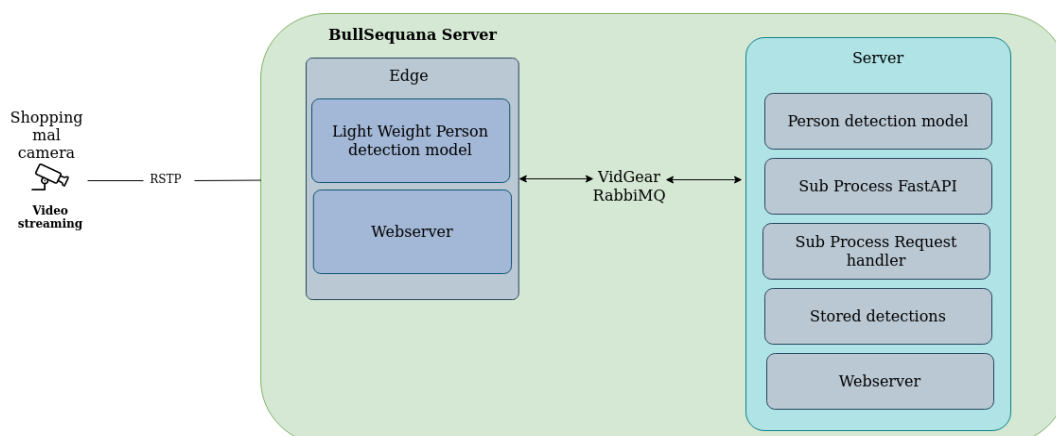 BullSequana Server
Edge
Light Weight Person
detection model
Webserver
Shopping
mal
camera
Video
streaming
RSTP
VidGear
RabbiMQ
Server
Person detection model
Sub Process FastAPI
Sub Process Request
handler
Stored detections
Webserver